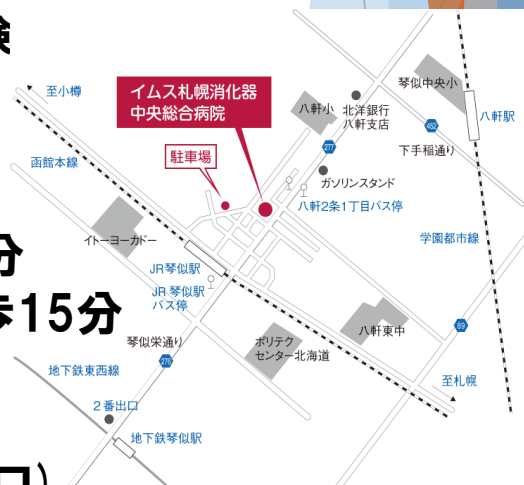 険
至小樽
イムス札幌消化器
中央総合病院
駐車場
函館本線
八軒小
北洋銀行
八軒支店
琴似中央小
八軒駅
452
277
下手稲通り
ガソリンスタンド
八軒2条1丁目バス停
イトーヨーカドー
学園都市線
分
JR琴似駅
JR 琴似駅
バス停
歩15分
琴似栄通り
276
ポリテク
センター北海道
八軒東中
89
地下鉄東西線
至札幌
2番出口
地下鉄琴似駅
口)